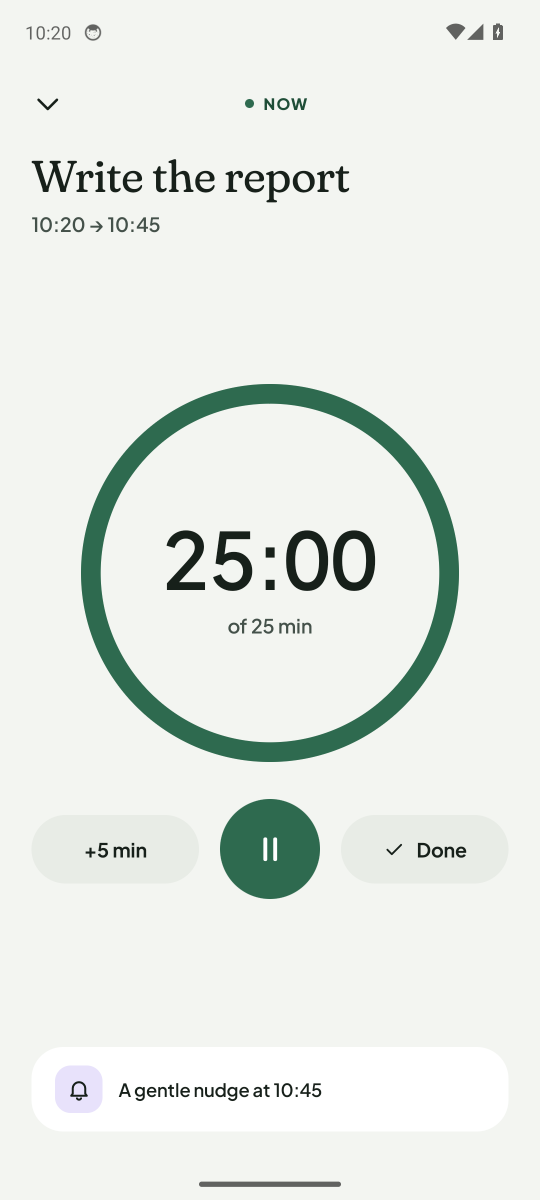 10:20
NOW
Write the report
10:20 → 10:45
25:00
of 25 min
+5 min
Done
A gentle nudge at 10:45